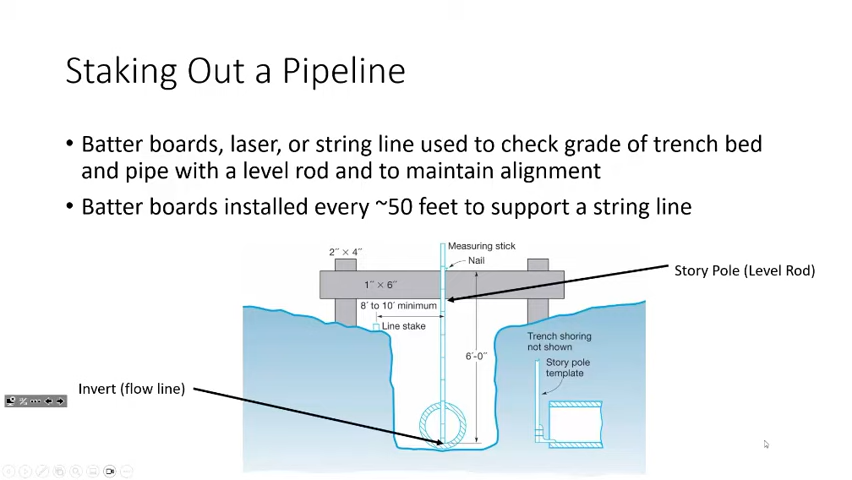 Staking Out a Pipeline
• Batter boards, laser, or string line used to check grade of trench bed
and pipe with a level rod and to maintain alignment
• Batter boards installed every ~50 feet to support a string line
Measuring stick
2" × 4"
Nail
Story Pole (Level Rod)
1" × 6"
8' to 10' minimum
Line stake
Trench shoring
not shown
6'-0"
Story pole
template
Invert (flow line)